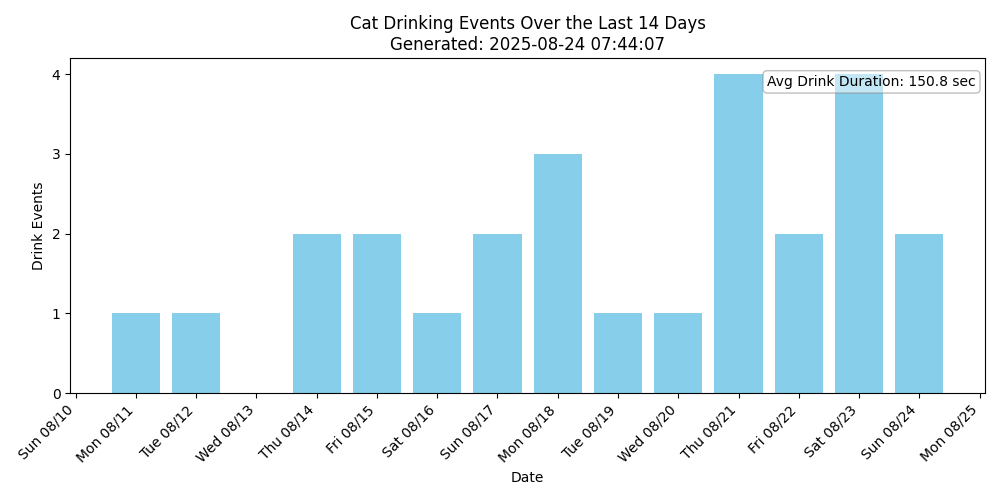 Cat Drinking Events Over the Last 14 Days
Generated: 2025-08-24 07:44:07
Avg Drink Duration: 150.8 sec
Drink Events
4
3
2
1
0
Sun 08/10
Mon 08/11
Tue 08/12
Wed 08/13
Thu 08/14
Fri 08/15
Sat 08/16
Sun 08/17
Mon 08/18
Tue 08/19
Wed 08/20
Thu 08/21
Fri 08/22
Sat 08/23
Sun 08/24
Mon 08/25
Date